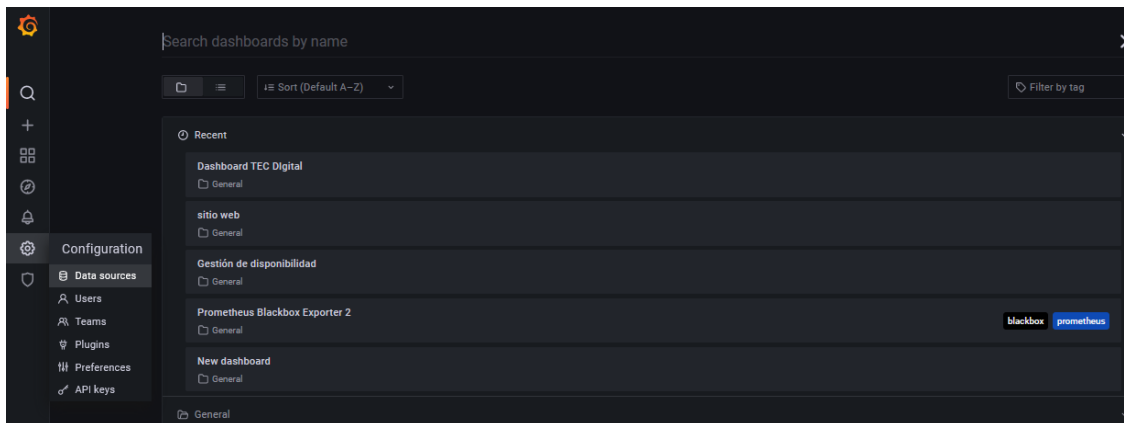 Search dashboards by name
Sort (Default A–Z)
Filter by tag
Recent
Dashboard TEC DIgital
General
sitio web
General
Configuration
Gestión de disponibilidad
General
Data sources
Users
Teams
Plugins
Preferences
API keys
Prometheus Blackbox Exporter 2
blackbox prometheus
General
New dashboard
General
General